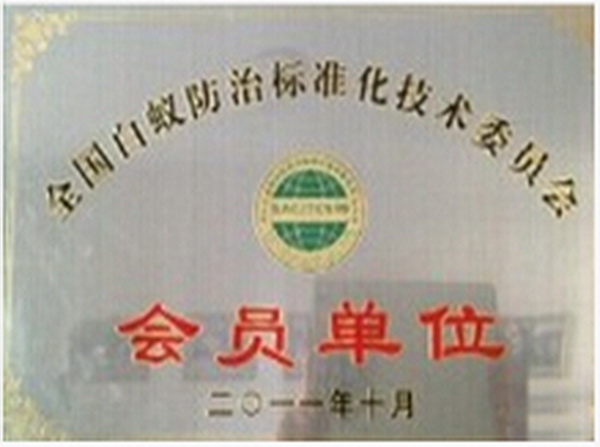 全国白蚁防治标准化技术委员会
会员单位
二〇一一年十月